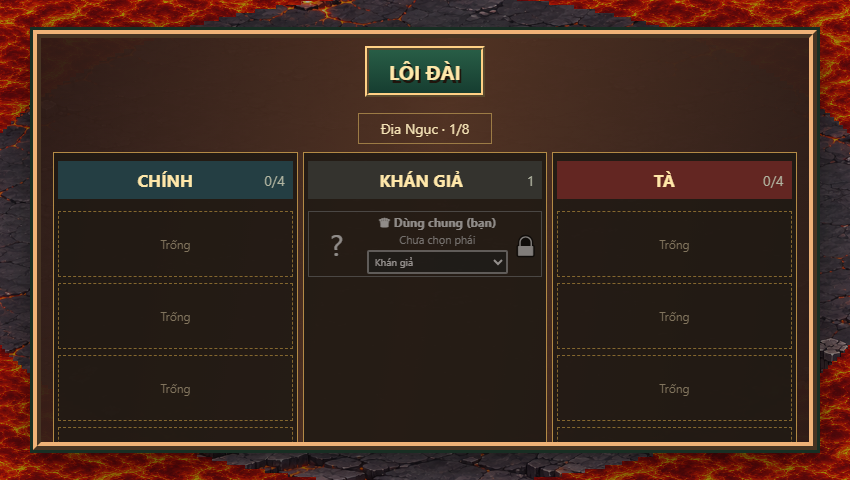 LÔI ĐÀI
Địa Ngục · 1/8
CHÍNH 0/4
Trống
Trống
Trống
KHÁN GIẢ 1
?
Dùng chung (bạn)
Chưa chọn phái
Khán giả
TÀ 0/4
Trống
Trống
Trống